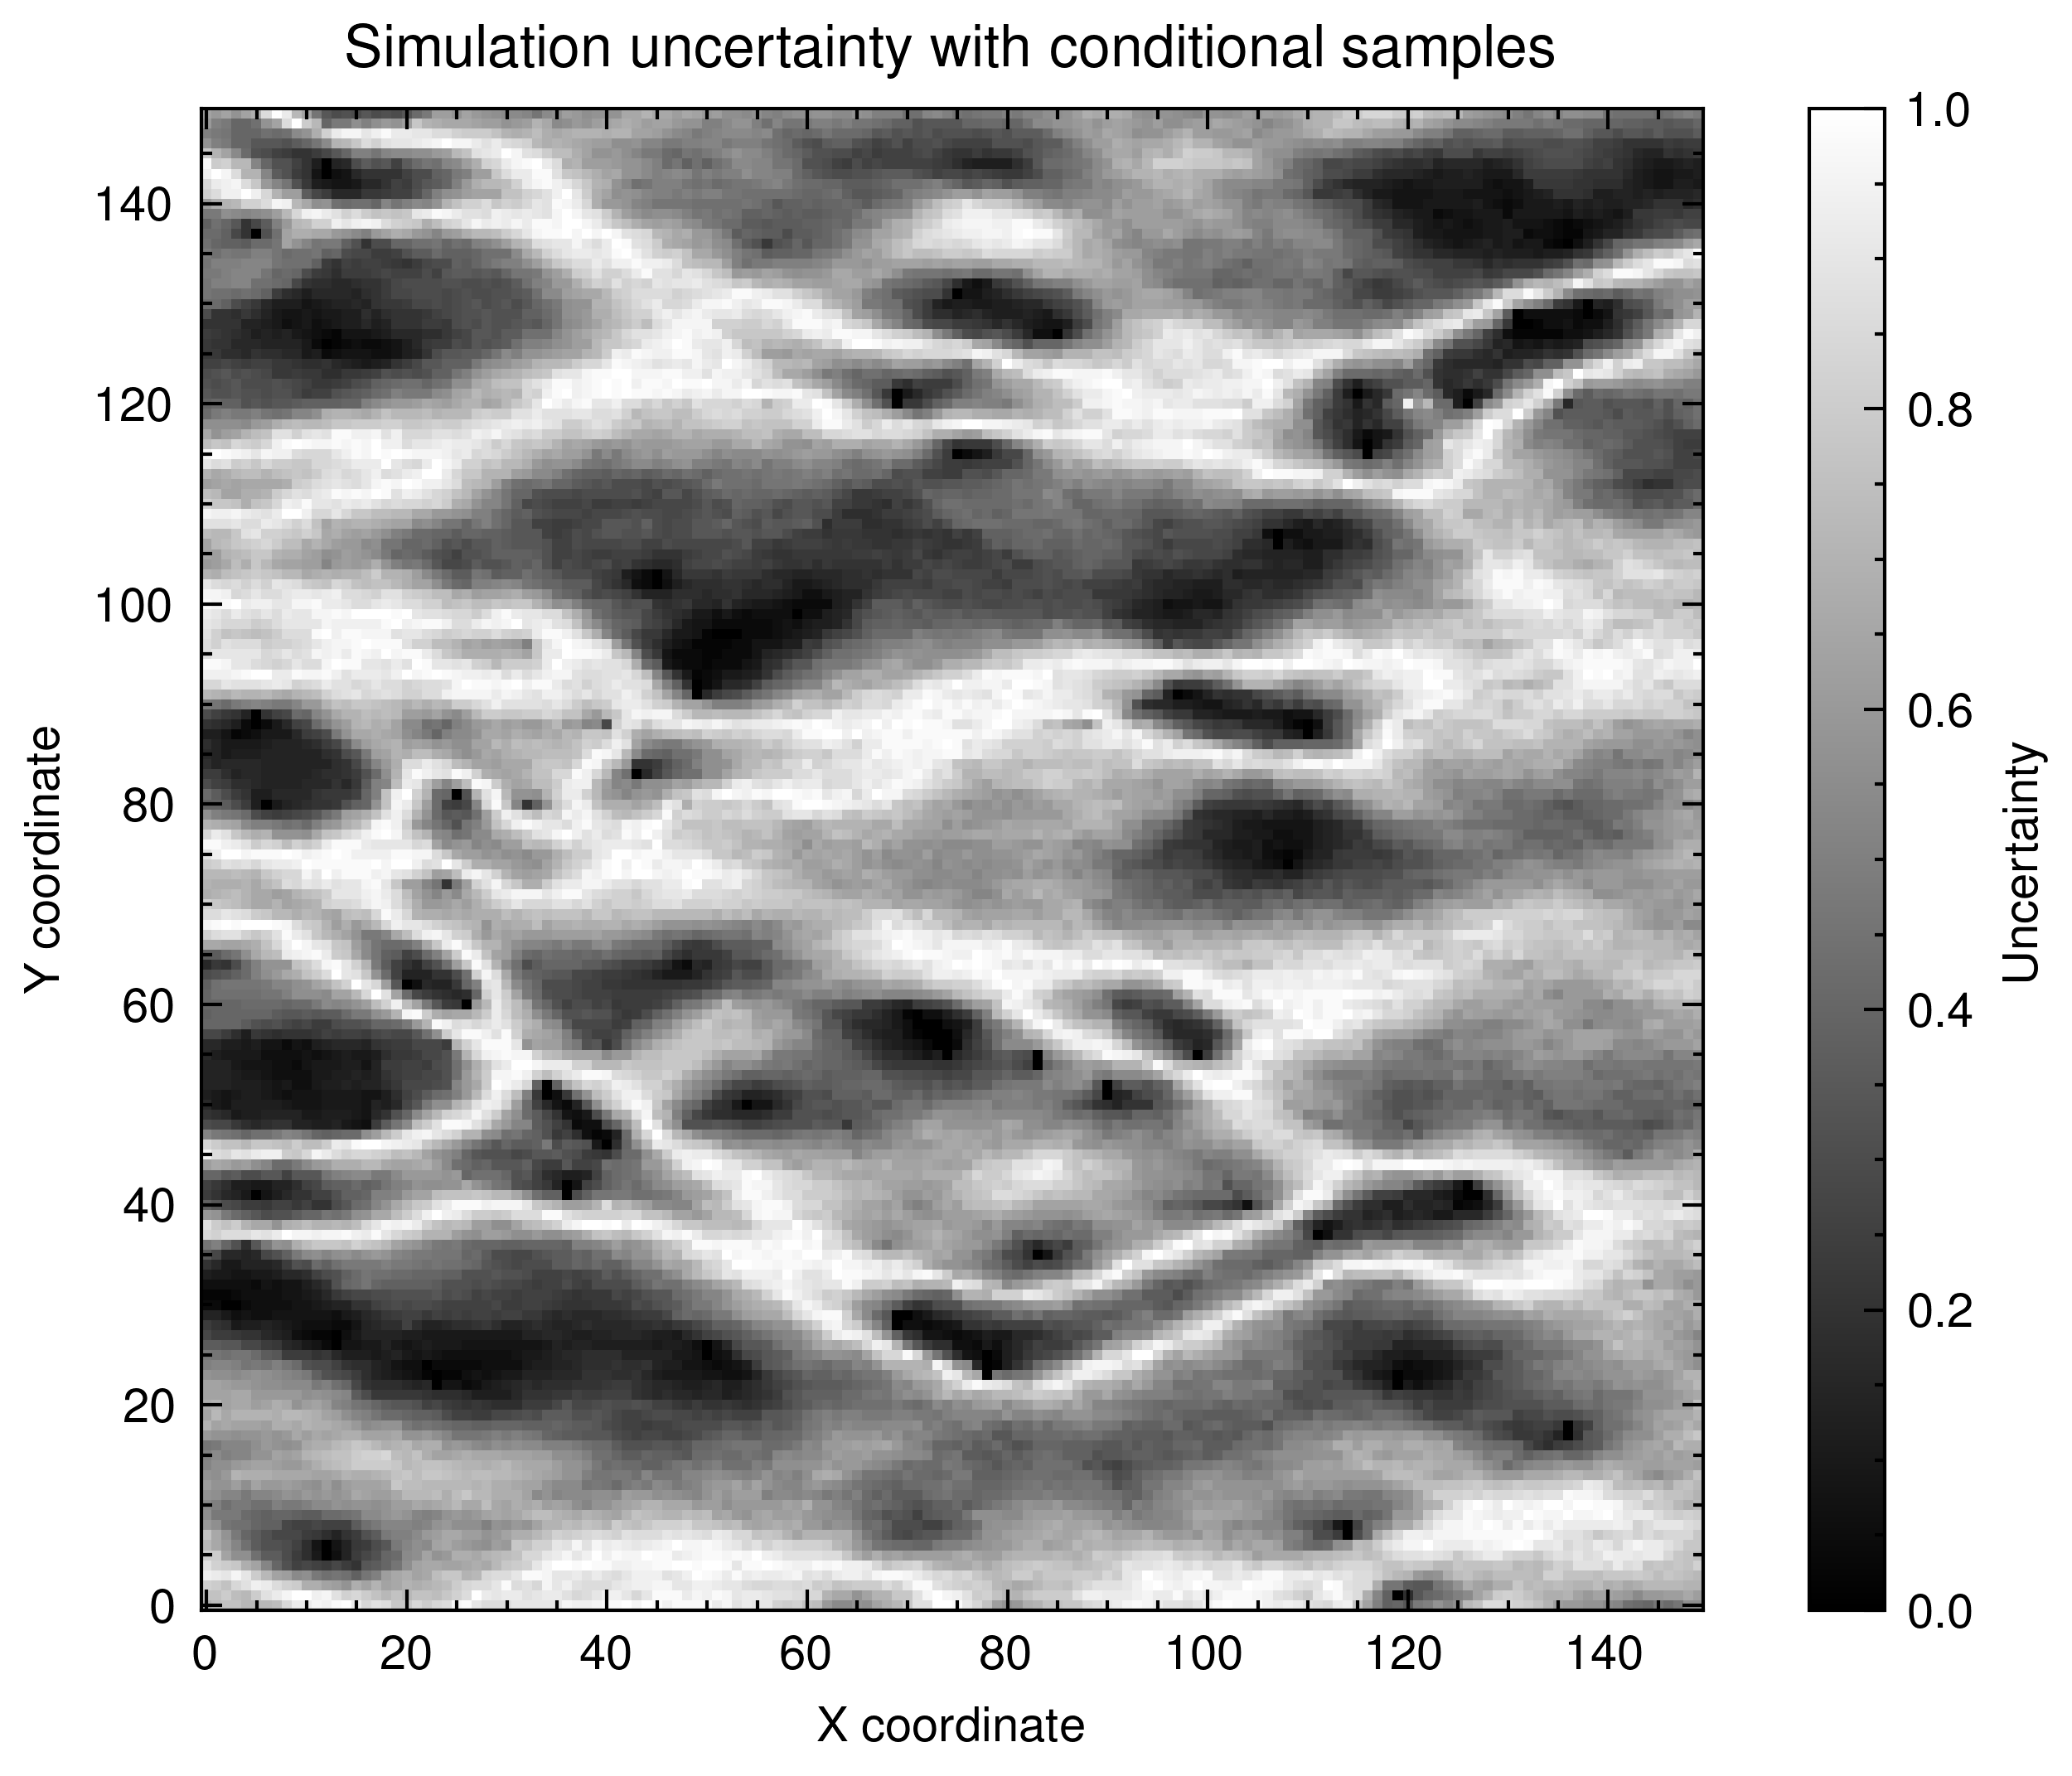 Simulation uncertainty with conditional samples
140
120
100
80
60
40
20
0
Y coordinate
0 20 40 60 80 100 120 140
X coordinate
1.0
0.8
0.6
0.4
0.2
0.0
Uncertainty